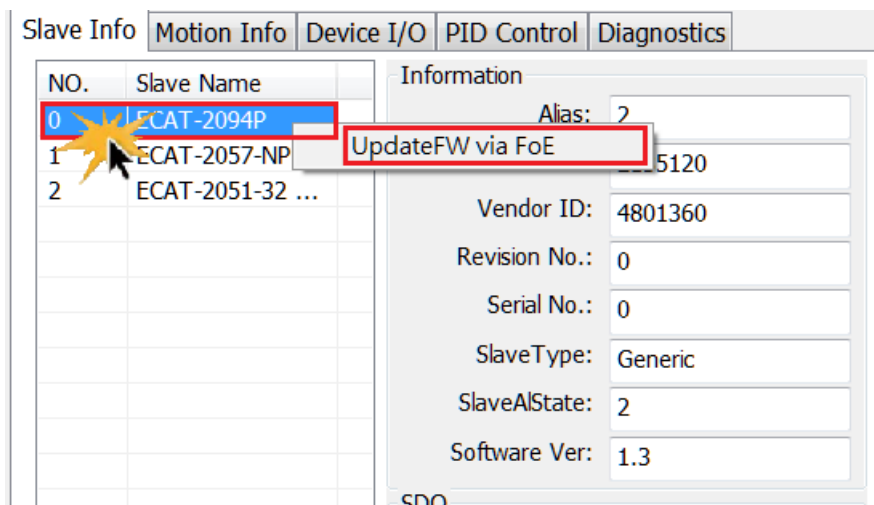 Slave Info Motion Info Device I/O PID Control Diagnostics
NO. Slave Name
0 ECAT-2094P
1 ECAT-2057-NP
2 ECAT-2051-32 ...
UpdateFW via FoE
Information
Alias: 2
5120
Vendor ID: 4801360
Revision No.: 0
Serial No.: 0
SlaveType: Generic
SlaveAlState: 2
Software Ver: 1.3
SDO